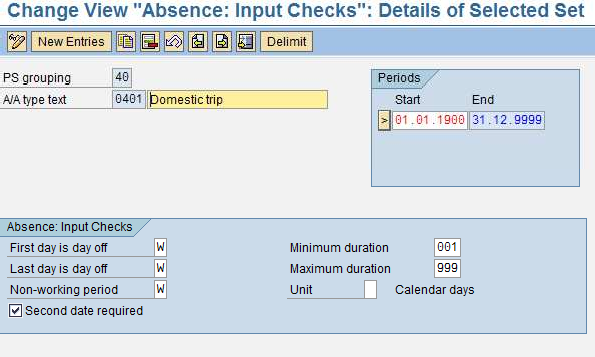 Change View "Absence: Input Checks": Details of Selected Set
New Entries Delimit
PS grouping 40
A/A type text 0401 Domestic trip
Periods
Start End
> 01.01.1900 31.12.9999
Absence: Input Checks
First day is day off W Minimum duration 001
Last day is day off W Maximum duration 999
Non-working period W Unit Calendar days
Second date required